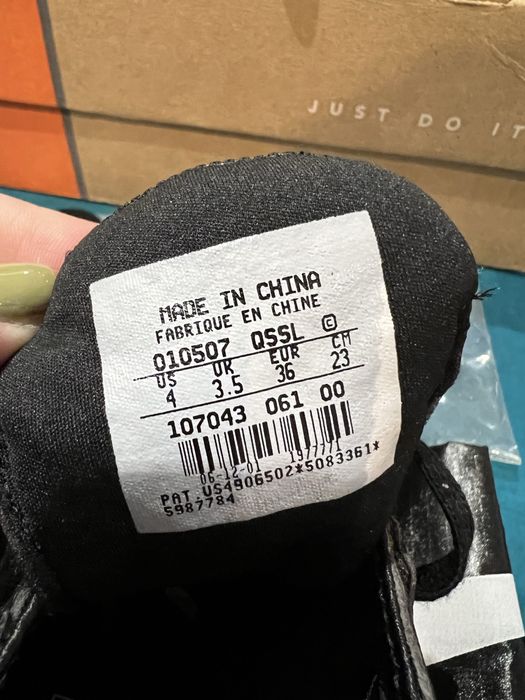 JUST DO IT
MADE IN CHINA
FABRIQUE EN CHINE
010507 QSSL ©
US UK EUR CM
4 3.5 36 23
107043 061 00
06-12-01 1977771
PAT. US4906502*5083361*
5987784